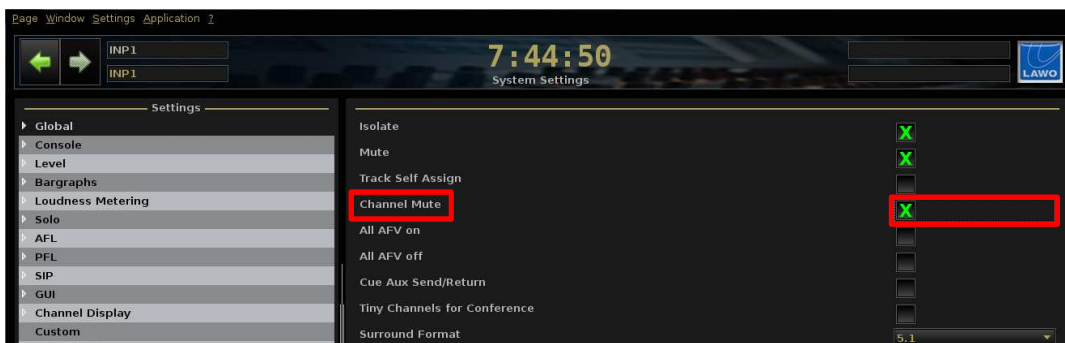 Page Window Settings Application ?
INP1
INP1
7:44:50
System Settings
LAWO
Settings
Global
Console
Level
Bargraphs
Loudness Metering
Solo
AFL
PFL
SIP
GUI
Channel Display
Custom
Isolate X
Mute X
Track Self Assign
Channel Mute X
All AFV on
All AFV off
Cue Aux Send/Return
Tiny Channels for Conference
Surround Format 5.1